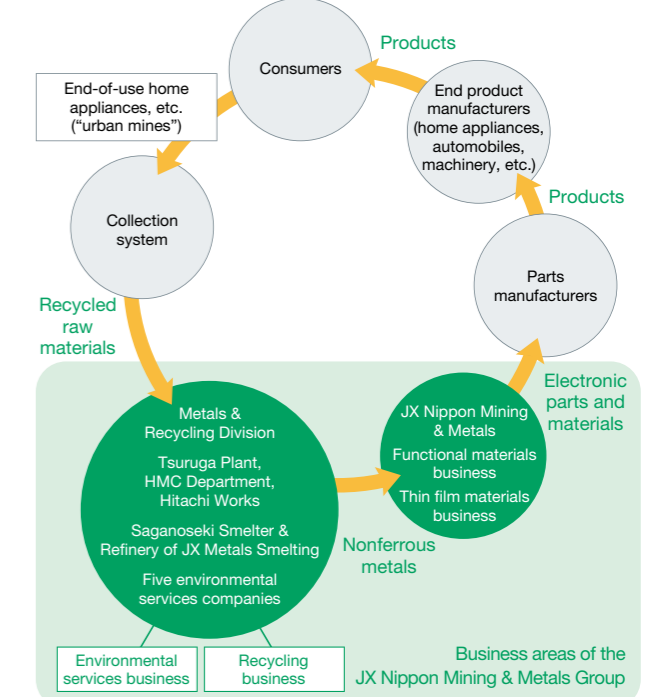 Products
Consumers
End product
manufacturers
(home appliances,
automobiles,
machinery, etc.)
End-of-use home
appliances, etc.
(“urban mines”)
Products
Collection
system
Parts
manufacturers
Recycled
raw
materials
Electronic
parts and
materials
Metals &
Recycling Division
Tsuruga Plant,
HMC Department,
Hitachi Works
Saganoseki Smelter &
Refinery of JX Metals Smelting
Five environmental
services companies
JX Nippon Mining
& Metals
Functional materials
business
Thin film materials
business
Nonferrous
metals
Environmental
services business
Recycling
business
Business areas of the
JX Nippon Mining & Metals Group